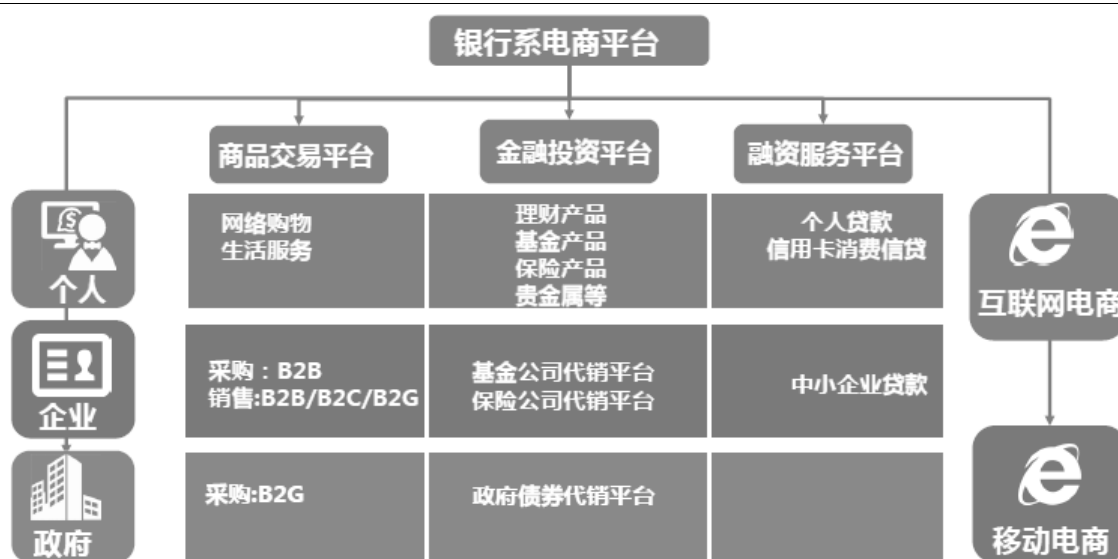 银行系电商平台
商品交易平台
金融投资平台
融资服务平台
个人
网络购物
生活服务
理财产品
基金产品
保险产品
贵金属等
个人贷款
信用卡消费信贷
互联网电商
企业
采购：B2B
销售:B2B/B2C/B2G
基金公司代销平台
保险公司代销平台
中小企业贷款
政府
采购:B2G
政府债券代销平台
移动电商